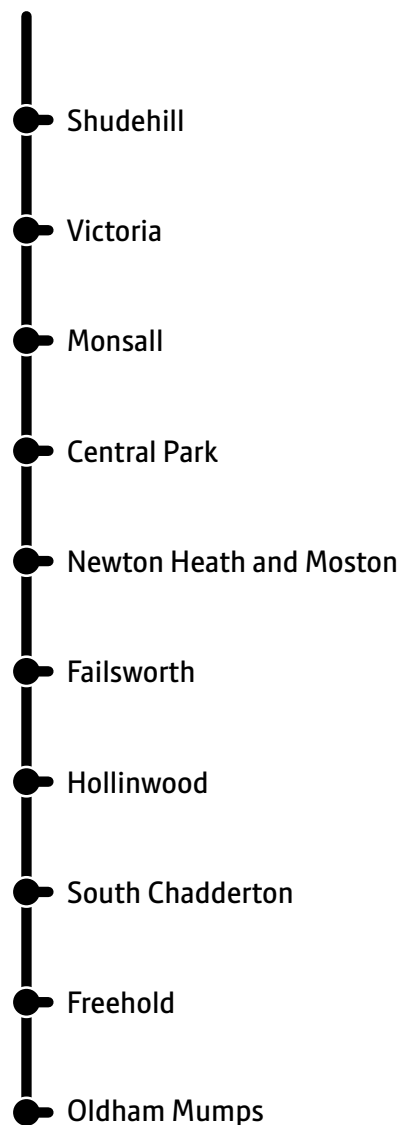 Shudehill
Victoria
Monsall
Central Park
Newton Heath and Moston
Failsworth
Hollinwood
South Chadderton
Freehold
Oldham Mumps